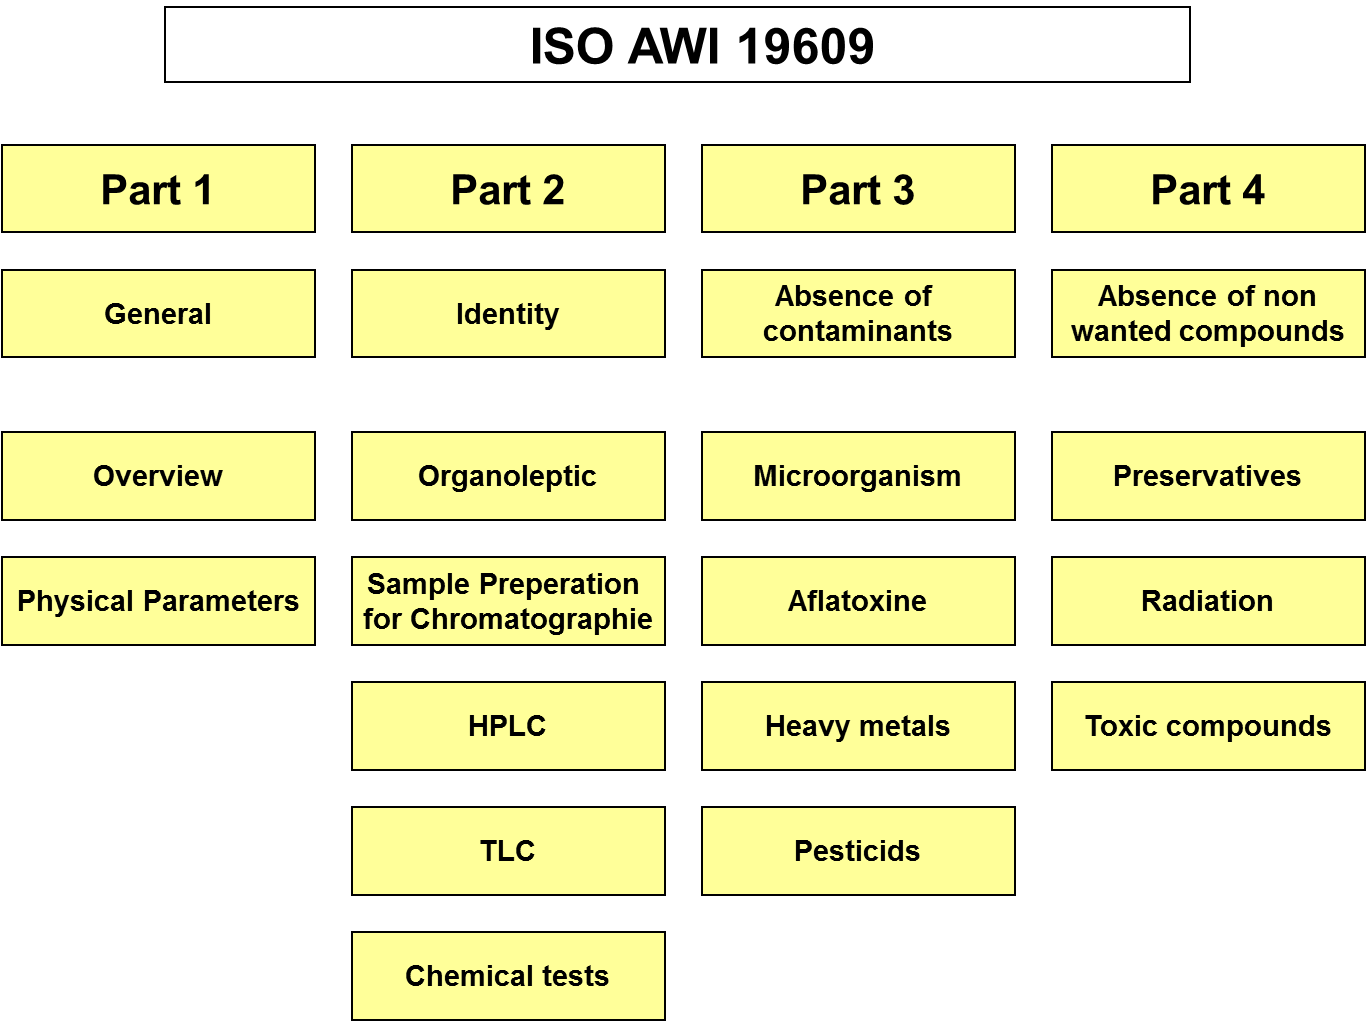 ISO AWI 19609
Part 1
Part 2
Part 3
Part 4
General
Identity
Absence of
contaminants
Absence of non
wanted compounds
Overview
Organoleptic
Microorganism
Preservatives
Physical Parameters
Sample Preperation
for Chromatographie
Aflatoxine
Radiation
HPLC
Heavy metals
Toxic compounds
TLC
Pesticids
Chemical tests